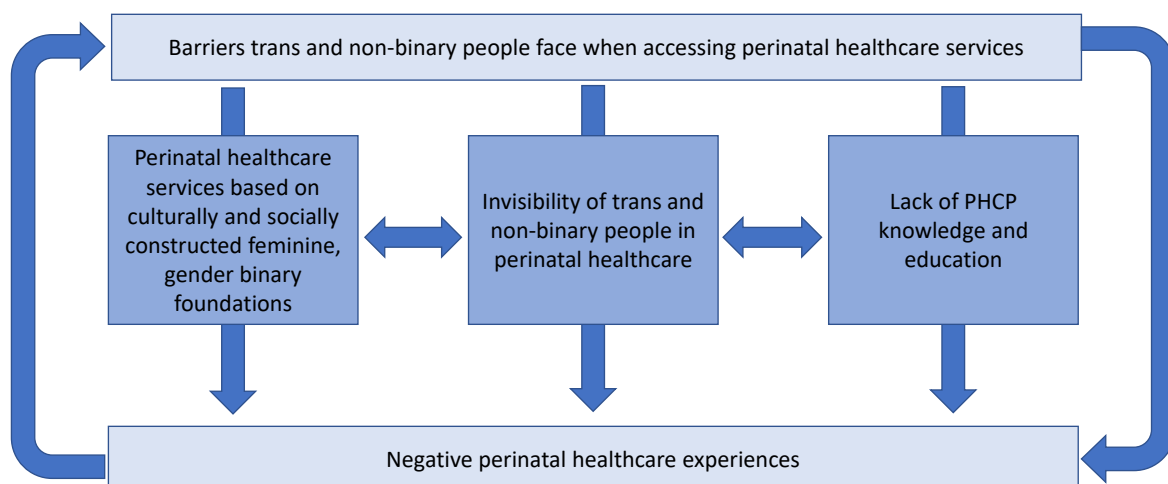 Barriers trans and non-binary people face when accessing perinatal healthcare services
Perinatal healthcare
services based on
culturally and socially
constructed feminine,
gender binary
foundations
Invisibility of trans and
non-binary people in
perinatal healthcare
Lack of PHCP
knowledge and
education
Negative perinatal healthcare experiences